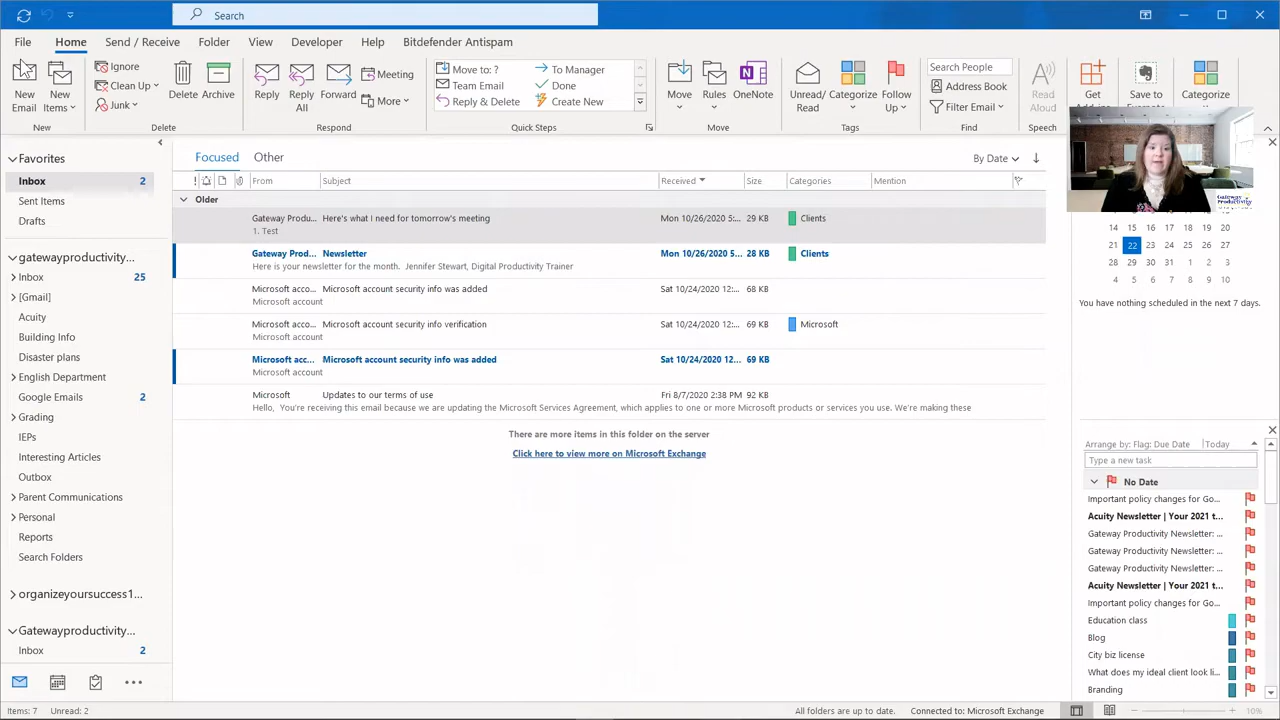 Search
File Home Send / Receive Folder View Developer Help Bitdefender Antispam
New Email
New Items
Ignore
Clean Up
Junk
Delete
Archive
Reply
Reply All
Forward
Meeting
More
Move to: ?
Team Email
Reply & Delete
To Manager
Done
Create New
Move
Rules
OneNote
Unread/ Read
Categorize
Follow Up
Search People
Address Book
Filter Email
Read Aloud
Get
Save to
Categorize
New Delete Respond Quick Steps Move Tags Find Speech
Favorites
Inbox 2
Sent Items
Drafts
gatewayproductivity...
Inbox 25
[Gmail]
Acuity
Building Info
Disaster plans
English Department
Google Emails 2
Grading
IEPs
Interesting Articles
Outbox
Parent Communications
Personal
Reports
Search Folders
organizeyoursuccess1...
Gatewayproductivity...
Inbox 2
Focused Other By Date
! From Subject Received Size Categories Mention
Older
Gateway Produ... Here's what I need for tomorrow's meeting Mon 10/26/2020 5:... 29 KB Clients
1. Test
Gateway Prod... Newsletter Mon 10/26/2020 5... 28 KB Clients
Here is your newsletter for the month. Jennifer Stewart, Digital Productivity Trainer
Microsoft acco... Microsoft account security info was added Sat 10/24/2020 12:... 68 KB
Microsoft account
Microsoft acco... Microsoft account security info verification Sat 10/24/2020 12:... 69 KB Microsoft
Microsoft account
Microsoft acc... Microsoft account security info was added Sat 10/24/2020 12... 69 KB
Microsoft account
Microsoft Updates to our terms of use Fri 8/7/2020 2:38 PM 92 KB
Hello, You're receiving this email because we are updating the Microsoft Services Agreement, which applies to one or more Microsoft products or services you use. We're making these
There are more items in this folder on the server
Click here to view more on Microsoft Exchange
Gateway Productivity
14 15 16 17 18 19 20
21 22 23 24 25 26 27
28 29 30 31 1 2 3
4 5 6 7 8 9 10
You have nothing scheduled in the next 7 days.
Arrange by: Flag: Due Date Today
Type a new task
No Date
Important policy changes for Go...
Acuity Newsletter | Your 2021 t...
Gateway Productivity Newsletter: ...
Gateway Productivity Newsletter: ...
Gateway Productivity Newsletter: ...
Acuity Newsletter | Your 2021 t...
Important policy changes for Go...
Education class
Blog
City biz license
What does my ideal client look li...
Branding
Items: 7 Unread: 2 All folders are up to date. Connected to: Microsoft Exchange 10%